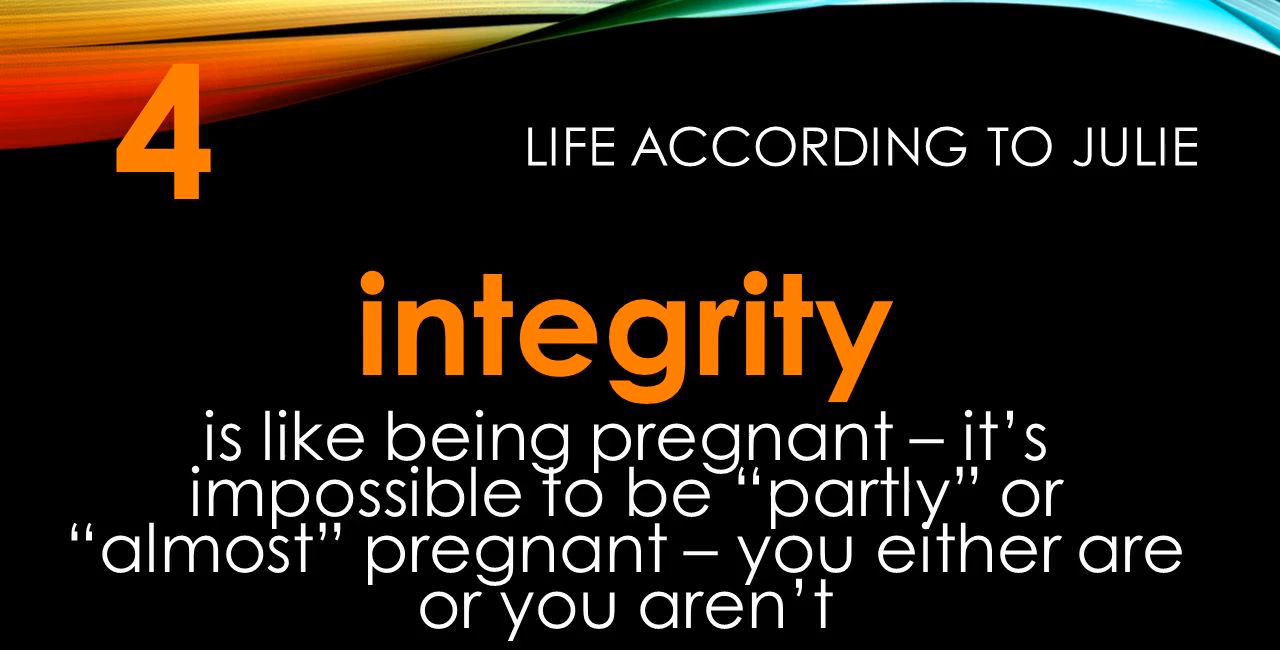 4
LIFE ACCORDING TO JULIE
integrity
is like being pregnant – it’s
impossible to be “partly” or
“almost” pregnant – you either are
or you aren’t